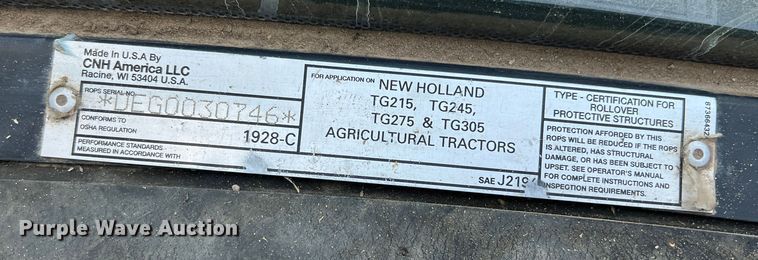 Made in U.S.A By
CNH America LLC
Racine, WI 53404 U.S.A.
ROPS SERIAL NO.
*DEG0030746*
CONFORMS TO
OSHA REGULATION
1928-C
PERFORMANCE STANDARDS -
MEASURED IN ACCORDANCE WITH
SAE J2194
FOR APPLICATION ON
NEW HOLLAND
TG215, TG245,
TG275 & TG305
AGRICULTURAL TRACTORS
TYPE - CERTIFICATION FOR
ROLLOVER
PROTECTIVE STRUCTURES
PROTECTION AFFORDED BY THIS
ROPS WILL BE REDUCED IF THE ROPS
IS ALTERED, HAS STRUCTURAL
DAMAGE, OR HAS BEEN SUBJECT TO
UPSET. SEE OPERATOR'S MANUAL
FOR COMPLETE INSTRUCTIONS AND
INSPECTION REQUIREMENTS.
87366432
Purple Wave Auction